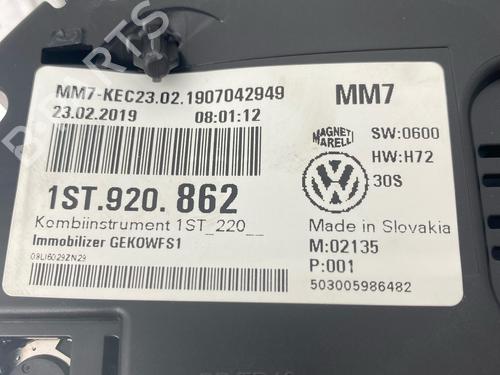 MM7-KEC23.02.1907042949
MM7
23.02.2019 08:01:12
MAGNETI
MARELLI
SW:0600
HW:H72
30S
1ST.920. 862
Kombiinstrument 1ST_220__
Immobilizer GEKOWFS1
09LI6029ZN29
Made in Slovakia
M:02135
P:001
503005986482